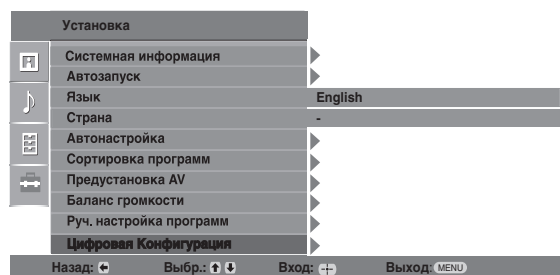 Установка
Системная информация
Автозапуск
Язык English
Страна -
Автонастройка
Сортировка программ
Предустановка AV
Баланс громкости
Руч. настройка программ
Цифровая Конфигурация
Назад: Выбр.: Вход: Выход: MENU